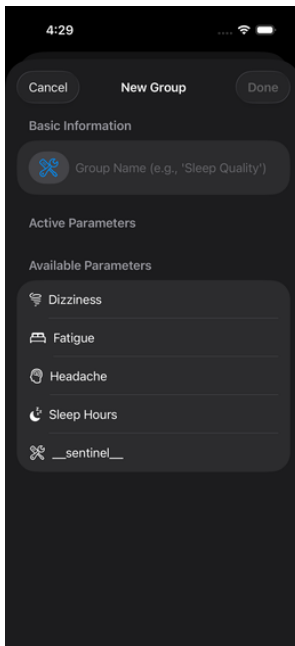 4:29
Cancel New Group Done
Basic Information
Group Name (e.g., 'Sleep Quality')
Active Parameters
Available Parameters
Dizziness
Fatigue
Headache
Sleep Hours
__sentinel__